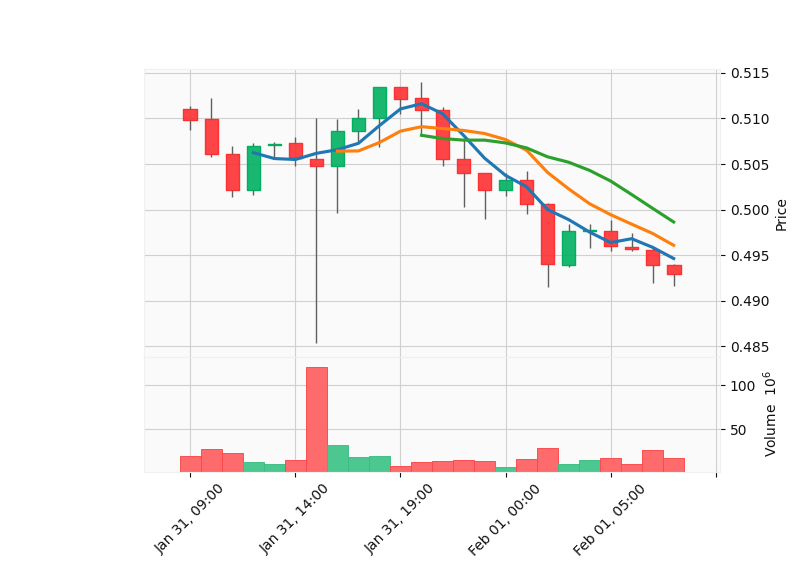 0.515
0.510
0.505
0.500
0.495
0.490
0.485
Price
100
50
Volume 10^6
Jan 31, 09:00
Jan 31, 14:00
Jan 31, 19:00
Feb 01, 00:00
Feb 01, 05:00